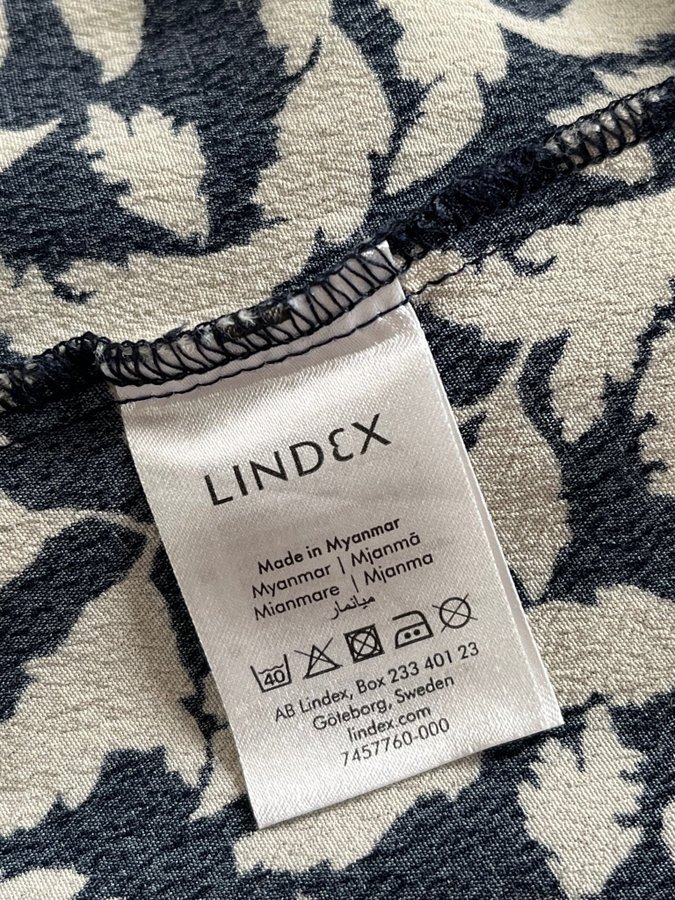 LINDEX
Made in Myanmar
Myanmar | Mjanmā
Mianmare | Mjanma
ميانمار
40
AB Lindex, Box 233 401 23
Göteborg, Sweden
lindex.com
7457760-000